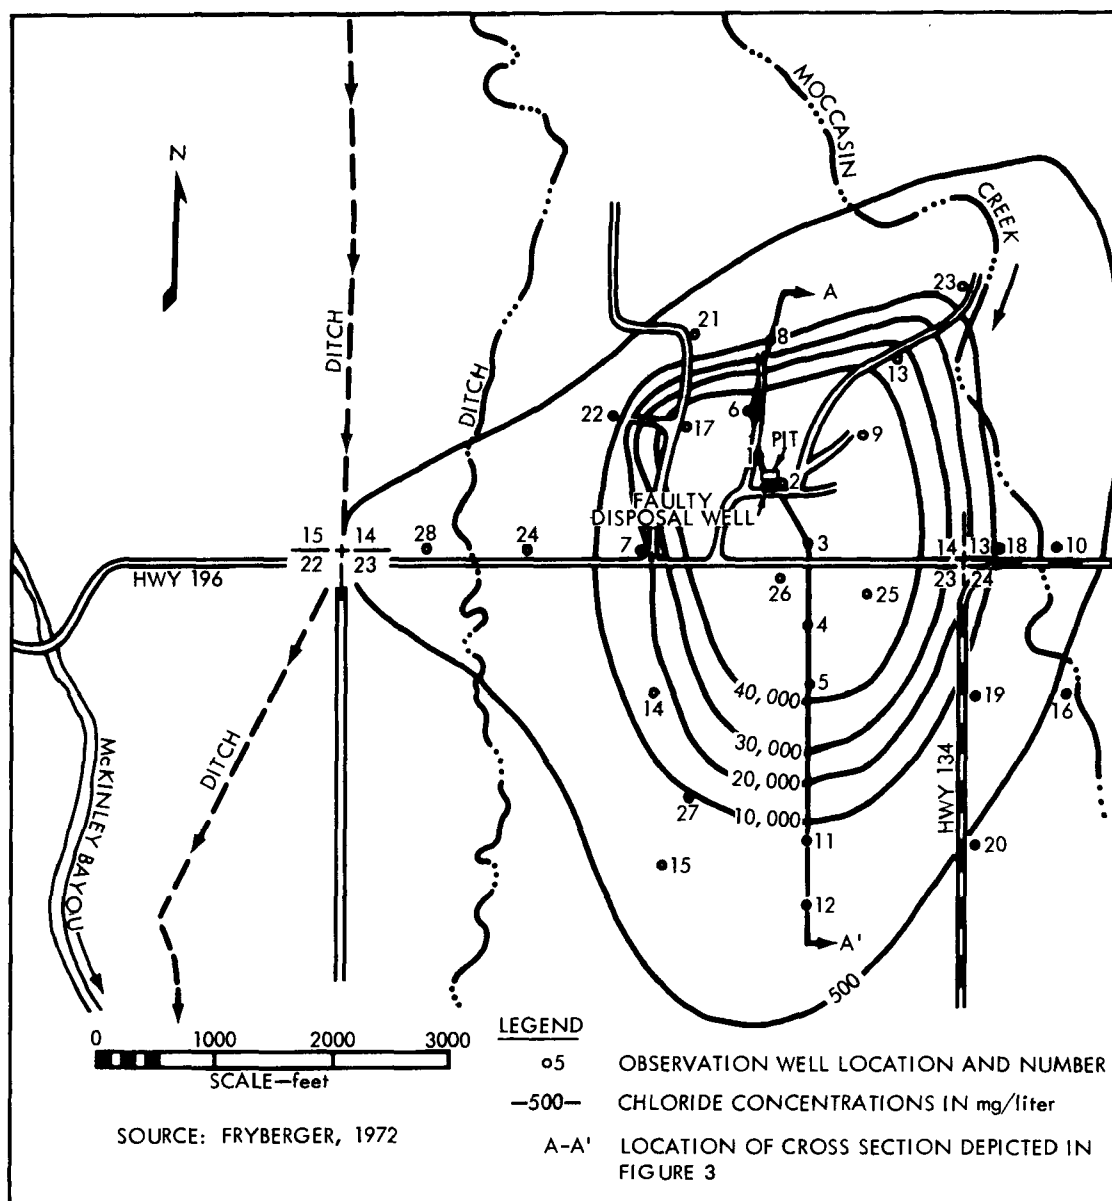 MOCCASIN
CREEK
N
DITCH
DITCH
23
A
21
8
13
22
6
17
9
1
PIT
2
FAULTY
DISPOSAL WELL
15 14
28
24
7
3
14 13
18
10
22 23
HWY 196
23 24
26
25
4
5
40,000
14
19
16
30,000
DITCH
20,000
HWY 134
McKINLEY BAYOU
27
10,000
11
20
15
12
A'
500
0 1000 2000 3000
SCALE—feet
LEGEND
5 OBSERVATION WELL LOCATION AND NUMBER
—500— CHLORIDE CONCENTRATIONS IN mg/liter
SOURCE: FRYBERGER, 1972
A-A' LOCATION OF CROSS SECTION DEPICTED IN
FIGURE 3